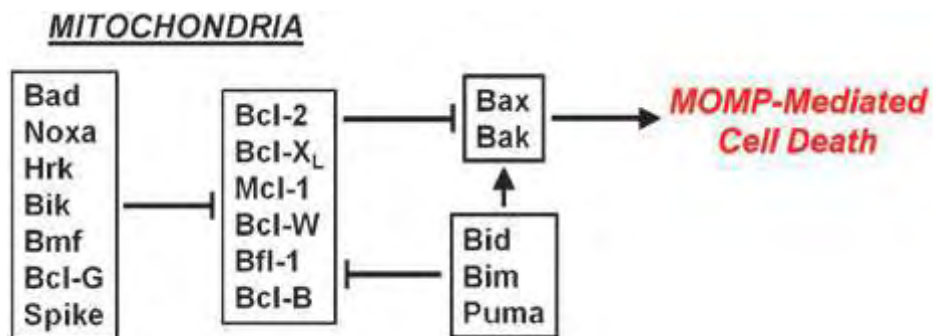 MITOCHONDRIA
Bad
Noxa
Hrk
Bik
Bmf
Bcl-G
Spike
Bcl-2
Bcl-XL
Mcl-1
Bcl-W
Bfl-1
Bcl-B
Bax
Bak
Bid
Bim
Puma
MOMP-Mediated
Cell Death